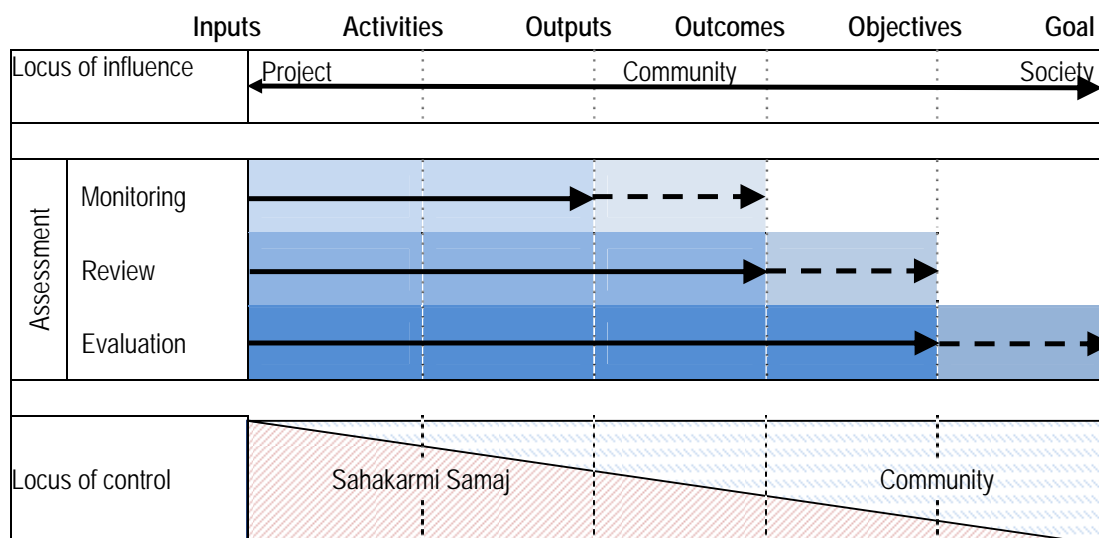 Inputs Activities Outputs Outcomes Objectives Goal
Locus of influence Project Community Society
Assessment
Monitoring
Review
Evaluation
Locus of control Sahakarmi Samaj Community